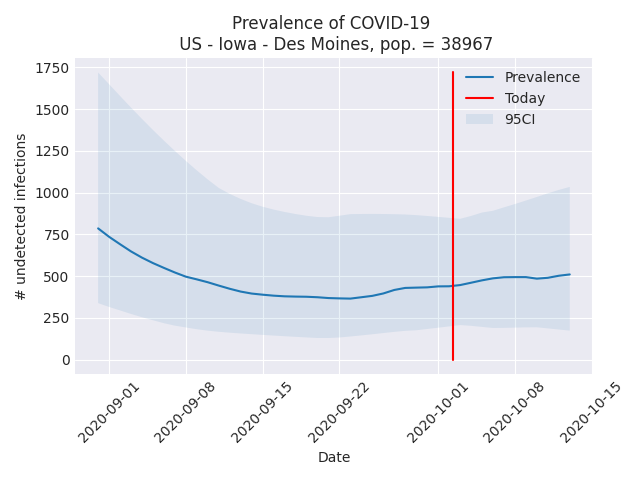 Prevalence of COVID-19
US - Iowa - Des Moines, pop. = 38967
1750
1500
1250
1000
750
500
250
0
# undetected infections
Prevalence
Today
95CI
2020-09-01
2020-09-08
2020-09-15
2020-09-22
2020-10-01
2020-10-08
2020-10-15
Date